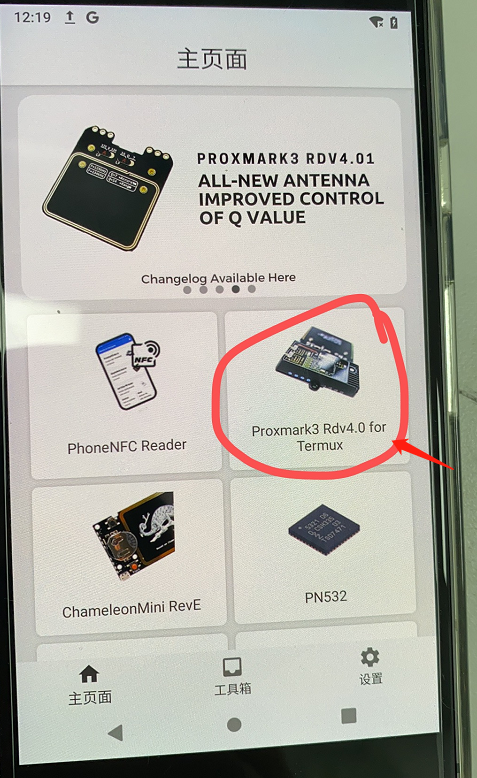 12:19 G
主页面
PROXMARK3 RDV4.01
ALL-NEW ANTENNA
IMPROVED CONTROL
OF Q VALUE
Changelog Available Here
NFC
PhoneNFC Reader
Proxmark3 Rdv4.0 for
Termux
ChameleonMini RevE
PN532
主页面
工具箱
设置